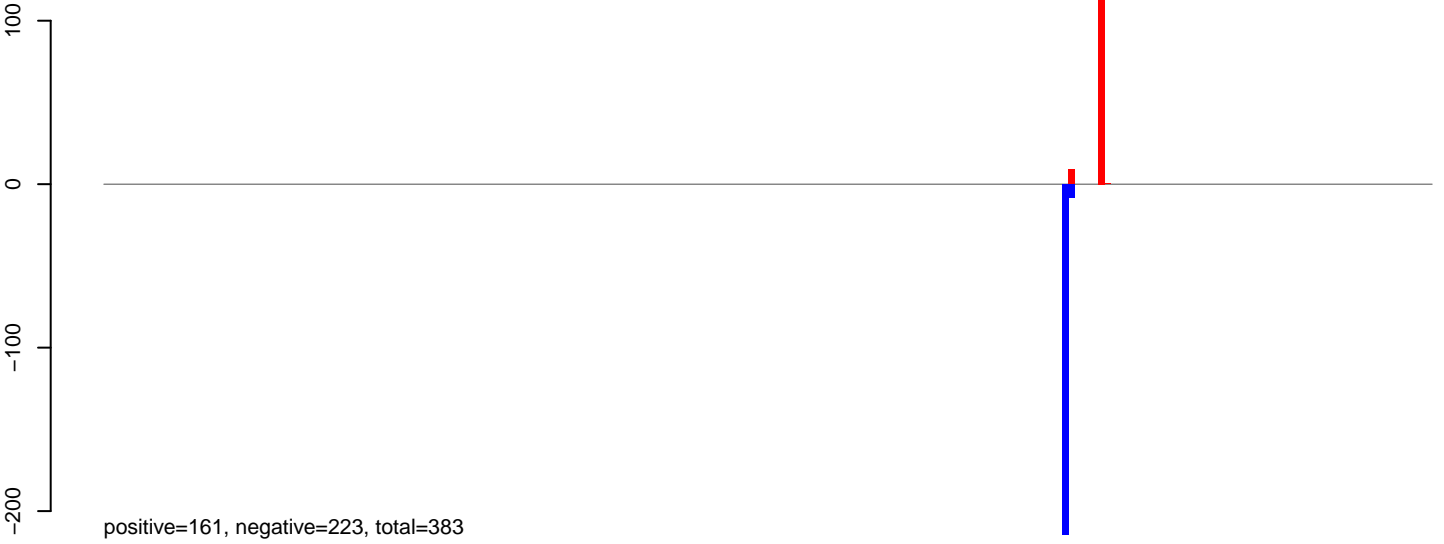 100
0
−100
−200
positive=161, negative=223, total=383